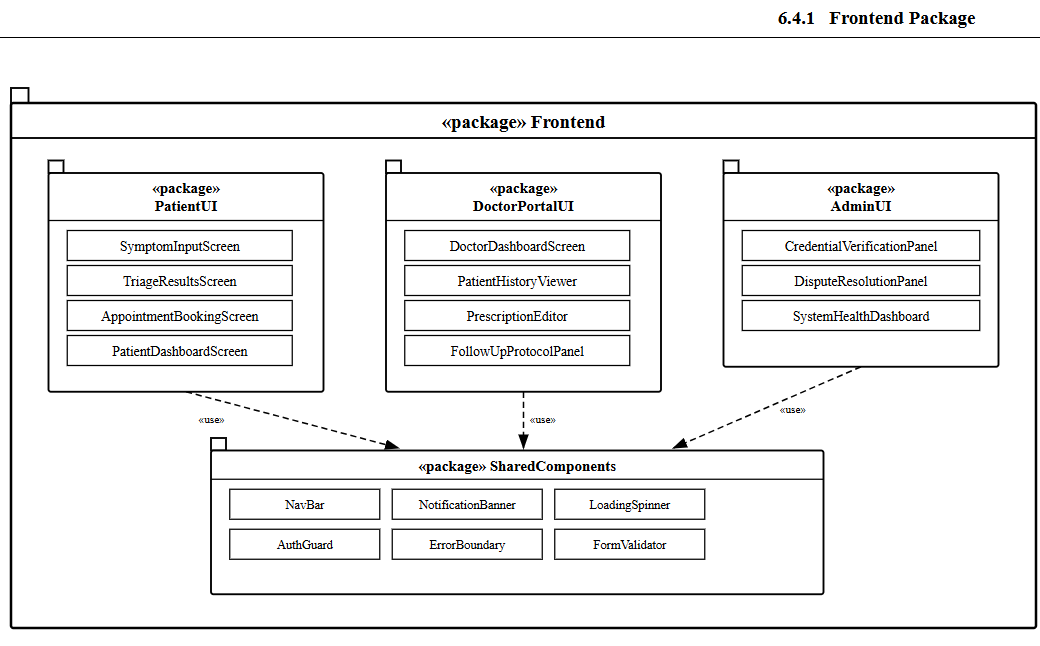 6.4.1 Frontend Package
«package» Frontend
«package»
PatientUI
SymptomInputScreen
TriageResultsScreen
AppointmentBookingScreen
PatientDashboardScreen
«package»
DoctorPortalUI
DoctorDashboardScreen
PatientHistoryViewer
PrescriptionEditor
FollowUpProtocolPanel
«package»
AdminUI
CredentialVerificationPanel
DisputeResolutionPanel
SystemHealthDashboard
«use»
«use»
«use»
«package» SharedComponents
NavBar
NotificationBanner
LoadingSpinner
AuthGuard
ErrorBoundary
FormValidator